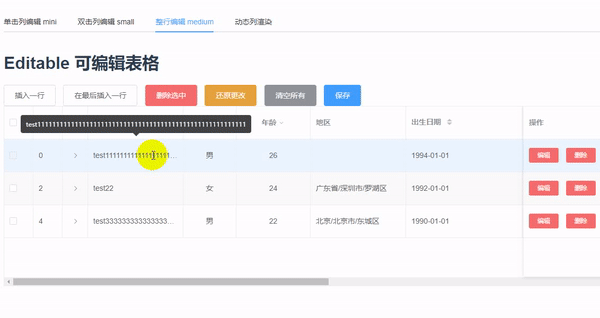 单击列编辑 mini 双击列编辑 small 整行编辑 medium 动态列渲染
Editable 可编辑表格
插入一行 在最后插入一行 删除选中 还原更改 清空所有 保存
年龄 地区 出生日期 操作
0 男 26 1994-01-01 编辑 删除
2 test22 女 24 广东省/深圳市/罗湖区 1992-01-01 编辑 删除
4 男 22 北京/北京市/东城区 1990-01-01 编辑 删除